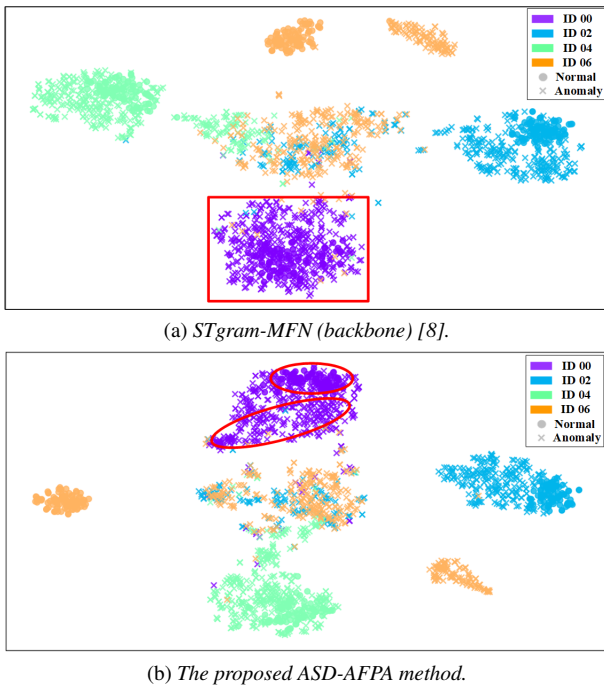 ID 00
ID 02
ID 04
ID 06
Normal
Anomaly
(a) STgram-MFN (backbone) [8].
ID 00
ID 02
ID 04
ID 06
Normal
Anomaly
(b) The proposed ASD-AFPA method.